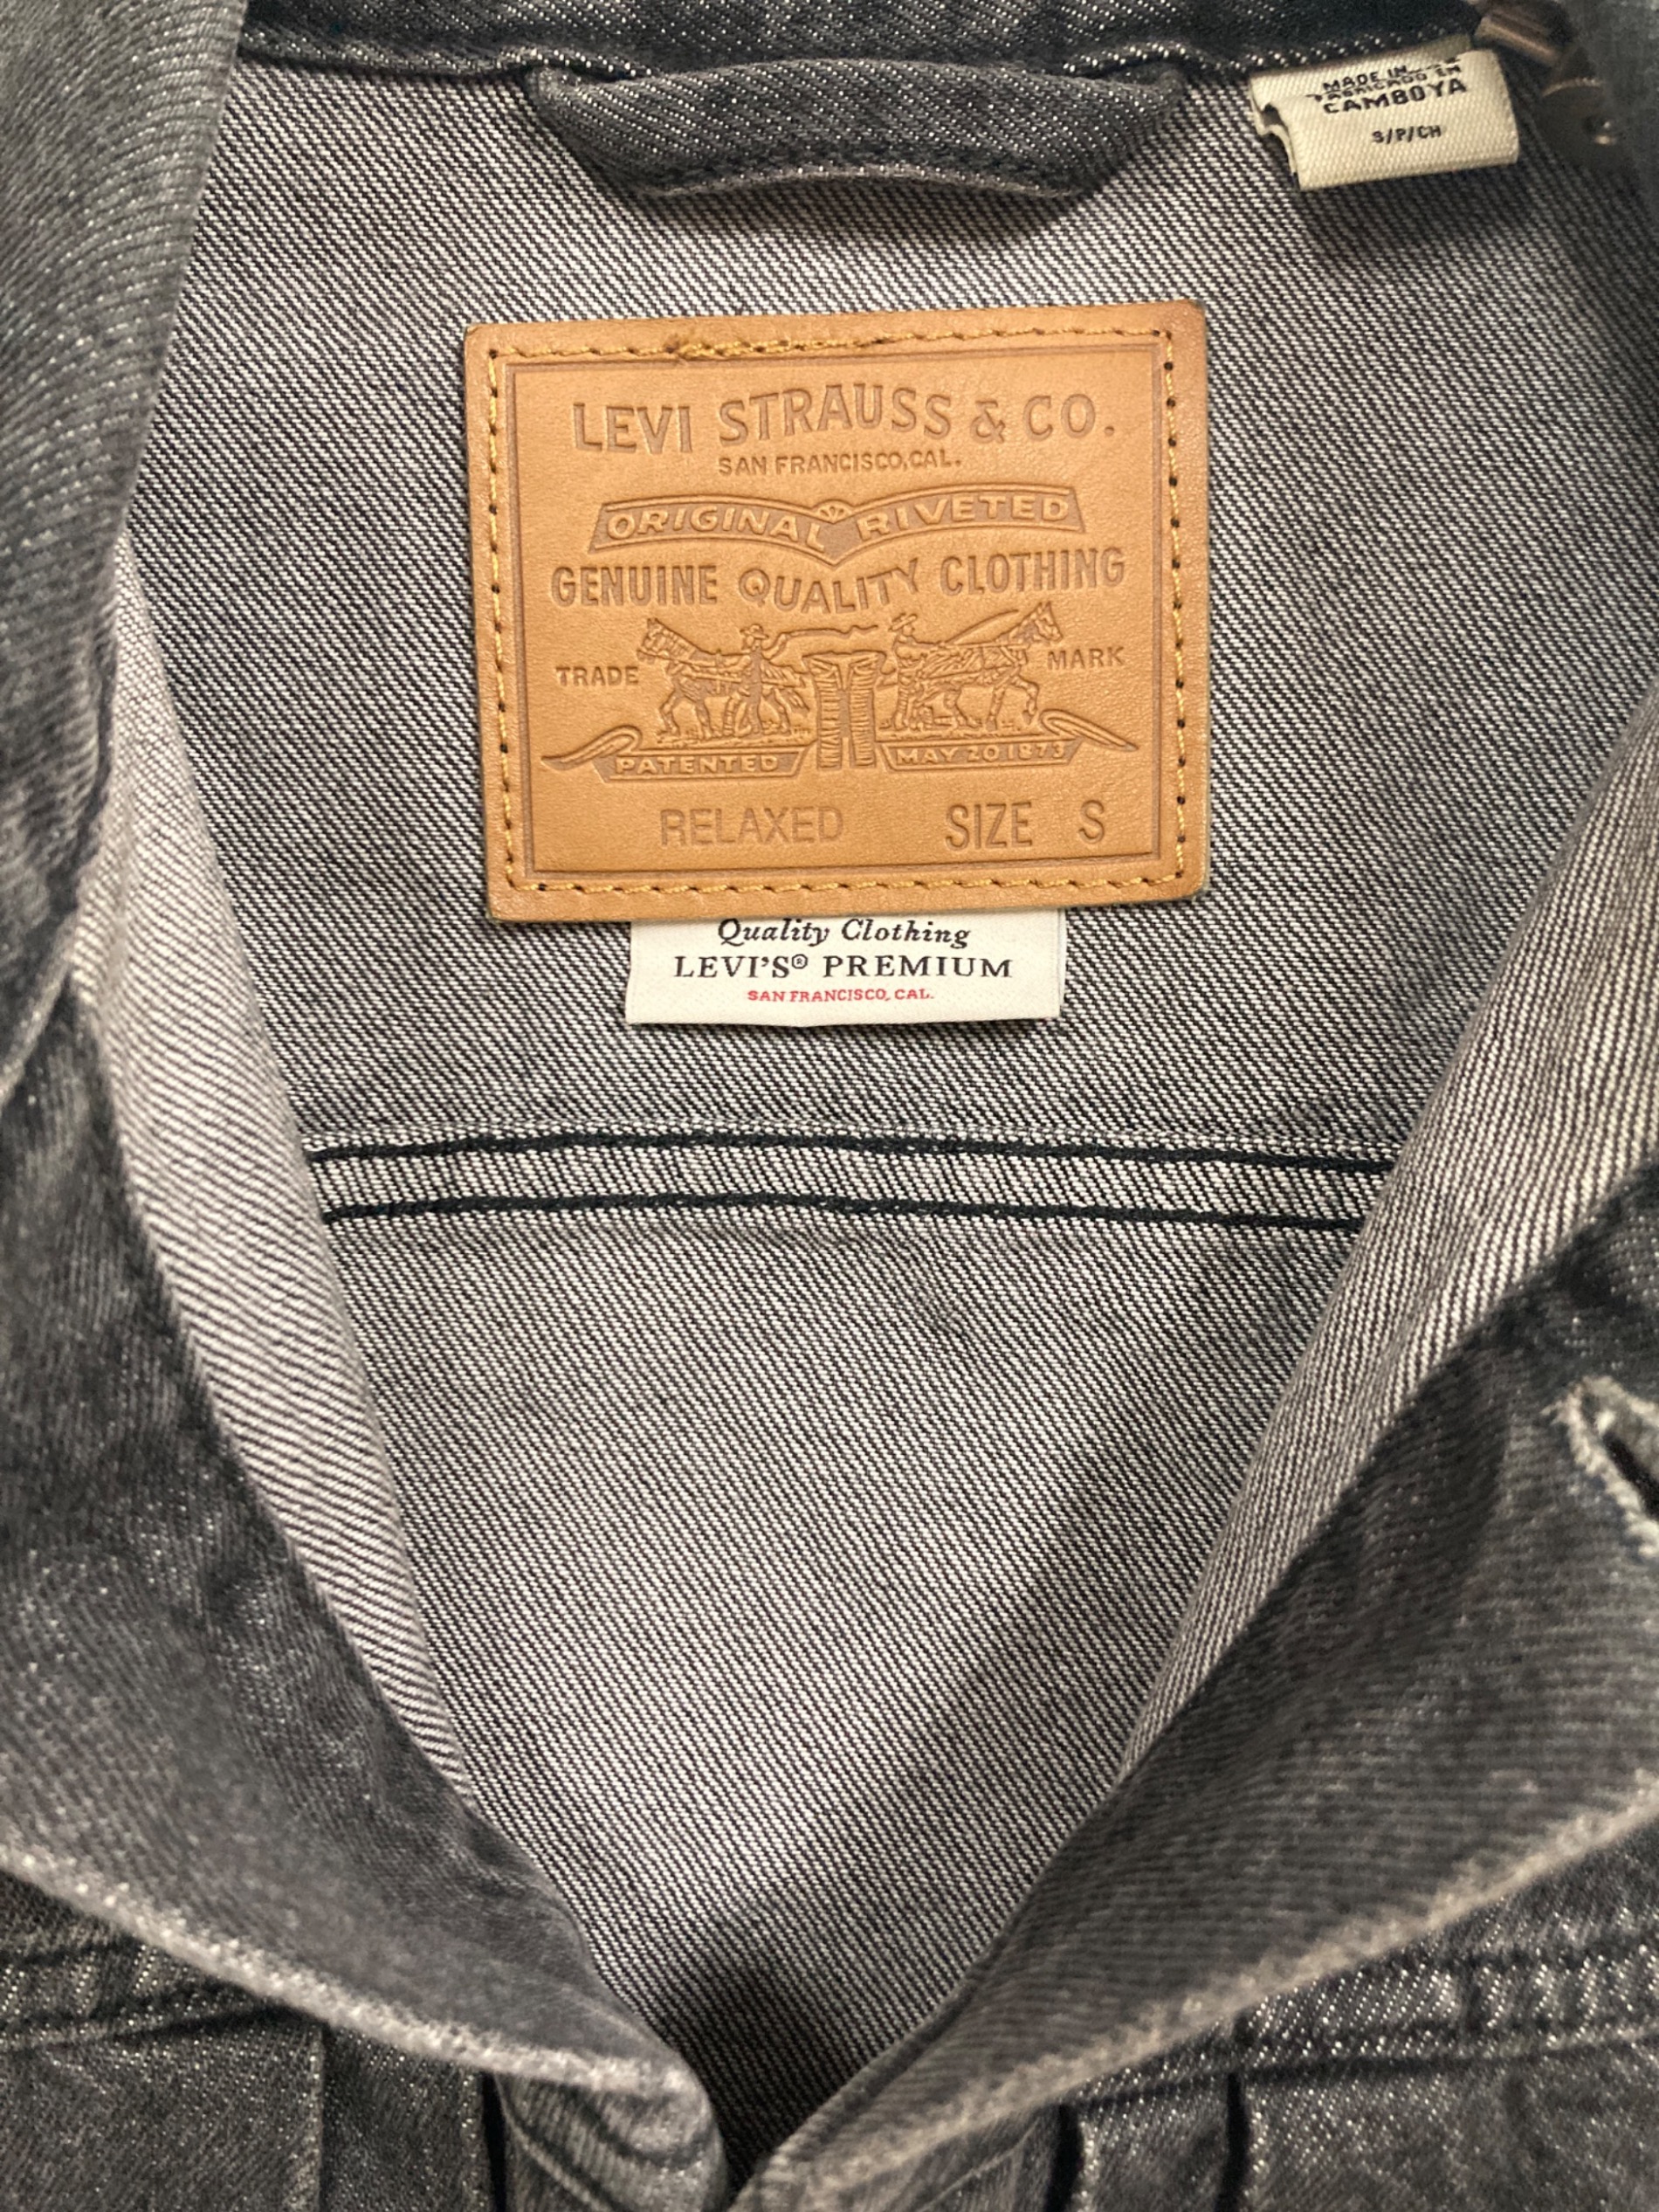 MADE IN
CAMBOYA
S/P/CH
LEVI STRAUSS & CO.
SAN FRANCISCO, CAL.
ORIGINAL RIVETED
GENUINE QUALITY CLOTHING
TRADE MARK
PATENTED MAY 20 1873
RELAXED SIZE S
Quality Clothing
LEVI'S® PREMIUM
SAN FRANCISCO, CAL.